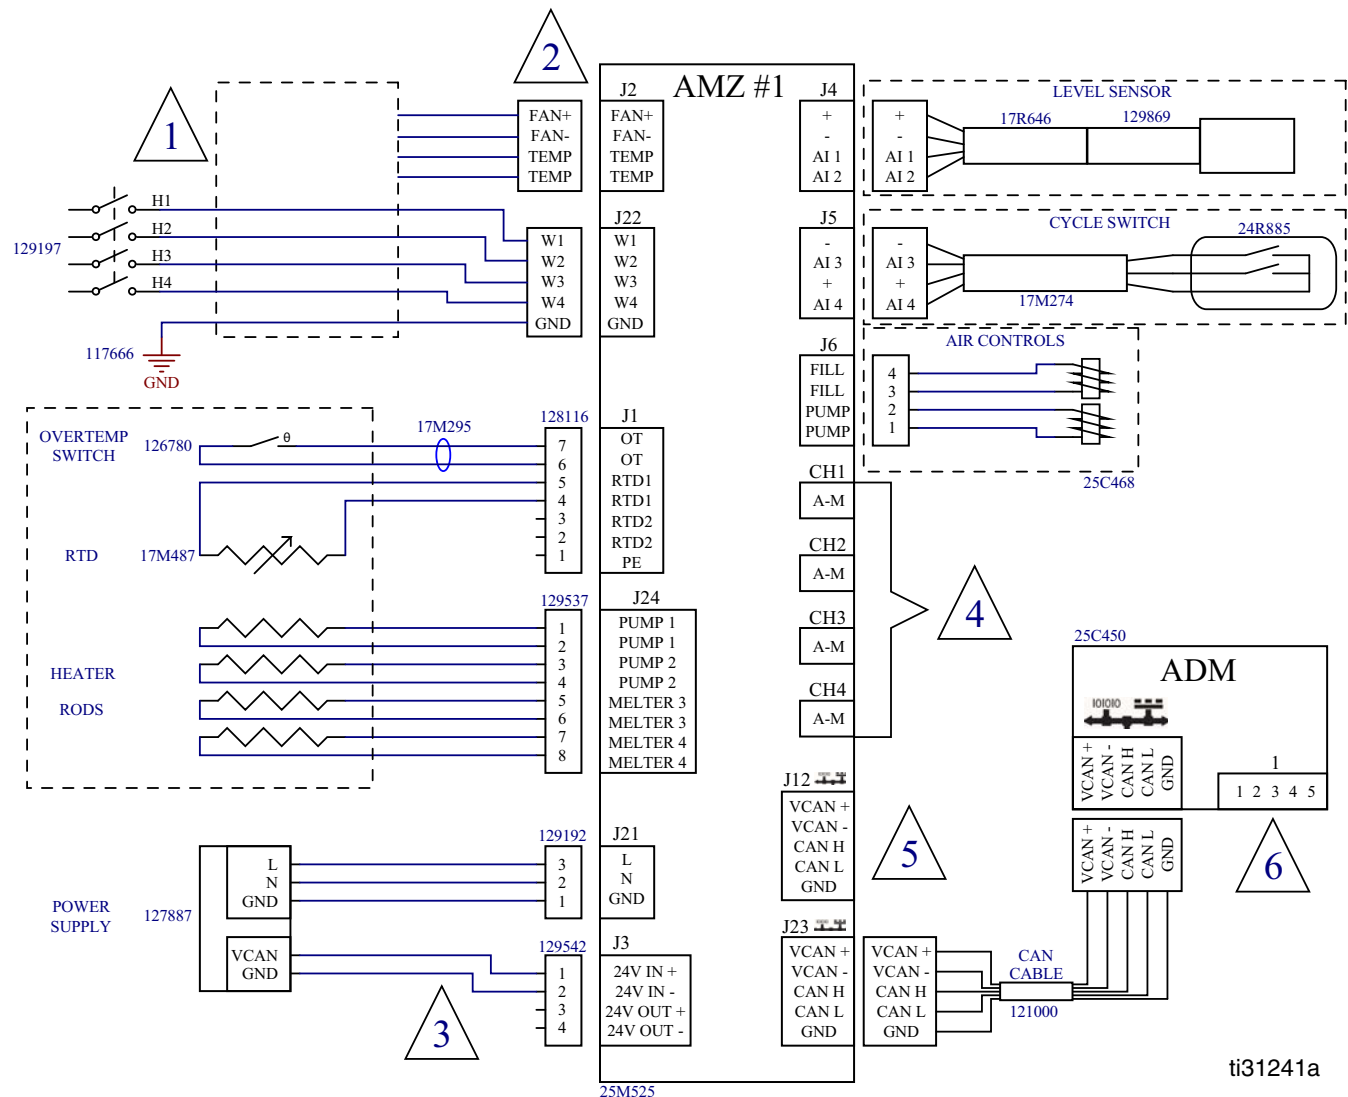 AMZ #1
1
2
FAN+
FAN-
TEMP
TEMP
J2
FAN+
FAN-
TEMP
TEMP
129197
H1
H2
H3
H4
W1
W2
W3
W4
GND
J22
W1
W2
W3
W4
GND
117666
GND
OVERTEMP
SWITCH
126780
θ
17M295
RTD
17M487
128116
7
6
5
4
3
2
1
J1
OT
OT
RTD1
RTD1
RTD2
RTD2
PE
HEATER
RODS
129537
1
2
3
4
5
6
7
8
J24
PUMP 1
PUMP 1
PUMP 2
PUMP 2
MELTER 3
MELTER 3
MELTER 4
MELTER 4
POWER
SUPPLY
127887
L
N
GND
VCAN
GND
129192
3
2
1
J21
L
N
GND
129542
1
2
3
4
J3
24V IN +
24V IN -
24V OUT +
24V OUT -
3
25M525
J4
+
-
AI 1
AI 2
+
-
AI 1
AI 2
LEVEL SENSOR
17R646
129869
J5
-
AI 3
+
AI 4
-
AI 3
+
AI 4
CYCLE SWITCH
17M274
24R885
J6
FILL
FILL
PUMP
PUMP
4
3
2
1
AIR CONTROLS
25C468
CH1
A-M
CH2
A-M
CH3
A-M
CH4
A-M
4
J12
VCAN +
VCAN -
CAN H
CAN L
GND
5
J23
VCAN +
VCAN -
CAN H
CAN L
GND
VCAN +
VCAN -
CAN H
CAN L
GND
CAN
CABLE
121000
25C450
ADM
101010
VCAN +
VCAN -
CAN H
CAN L
GND
1
1 2 3 4 5
VCAN +
VCAN -
CAN H
CAN L
GND
6
ti31241a